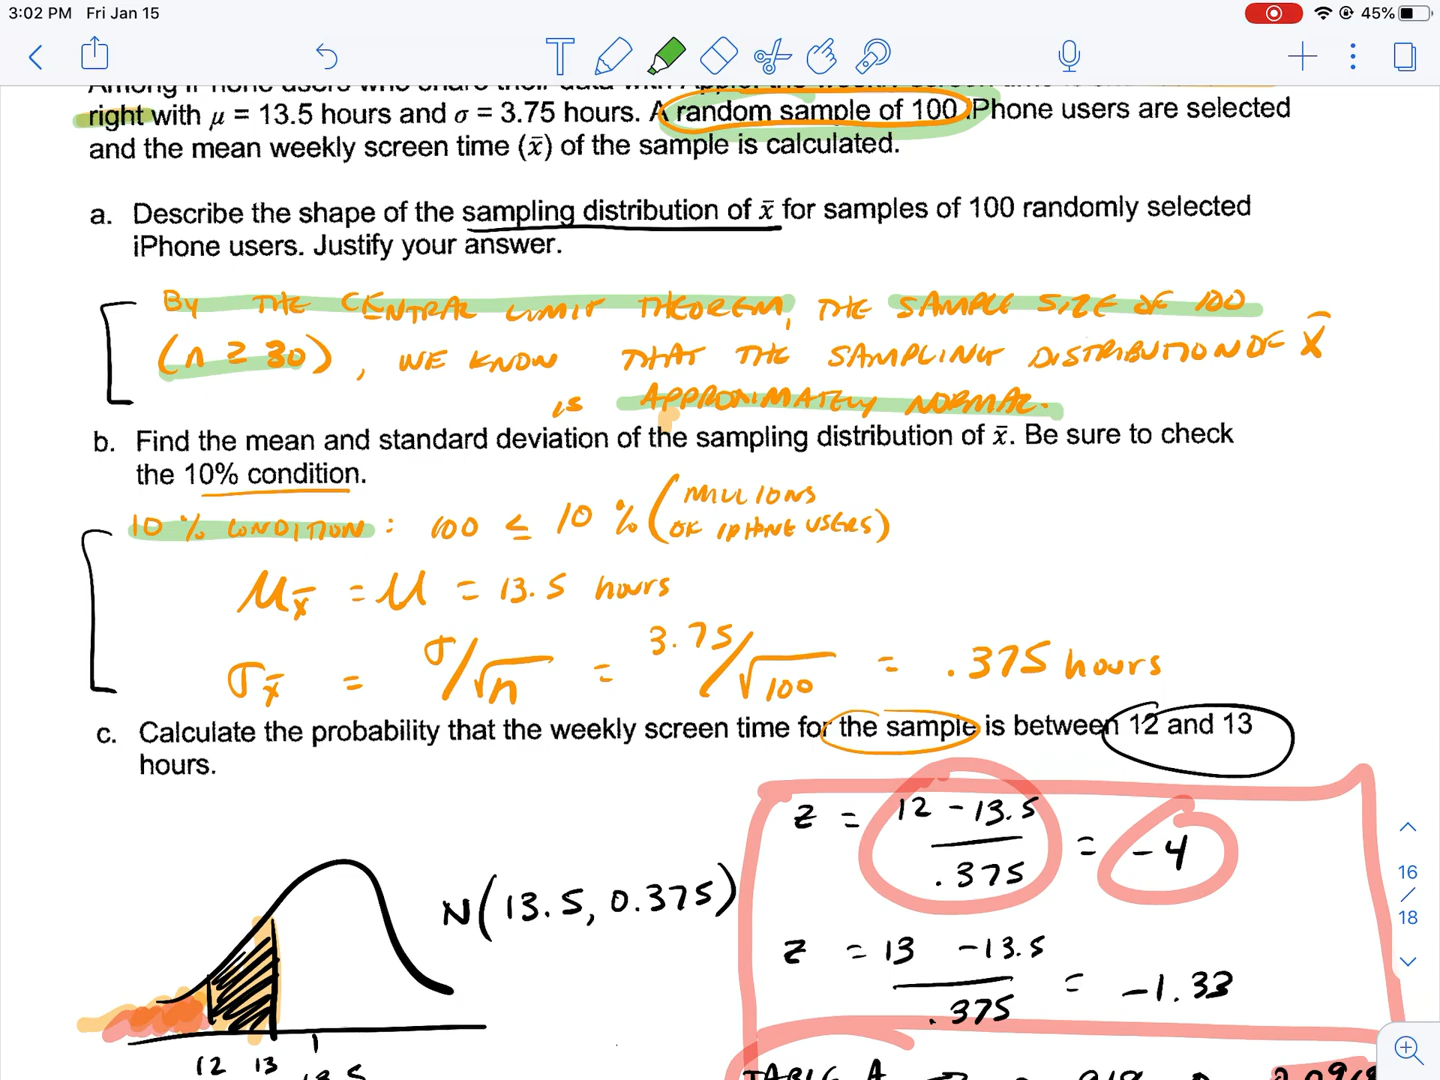 3:02 PM Fri Jan 15
45%
right with μ = 13.5 hours and σ = 3.75 hours. A random sample of 100 iPhone users are selected
and the mean weekly screen time (x̄) of the sample is calculated.
a. Describe the shape of the sampling distribution of x̄ for samples of 100 randomly selected
iPhone users. Justify your answer.
BY THE CENTRAL LIMIT THEOREM, THE SAMPLE SIZE OF 100
(n ≥ 30), WE KNOW THAT THE SAMPLING DISTRIBUTION OF x̄
IS APPROXIMATELY NORMAL.
b. Find the mean and standard deviation of the sampling distribution of x̄. Be sure to check
the 10% condition.
10% CONDITION: 100 ≤ 10% (MILLIONS
OF IPHONE USERS)
μx̄ = μ = 13.5 hours
σx̄ = σ/√n = 3.75/√100 = .375 hours
c. Calculate the probability that the weekly screen time for the sample is between 12 and 13
hours.
z = 12 - 13.5 / .375 = -4
N(13.5, 0.375)
z = 13 - 13.5 / .375 = -1.33
12 13
16
/
18
TABLE A